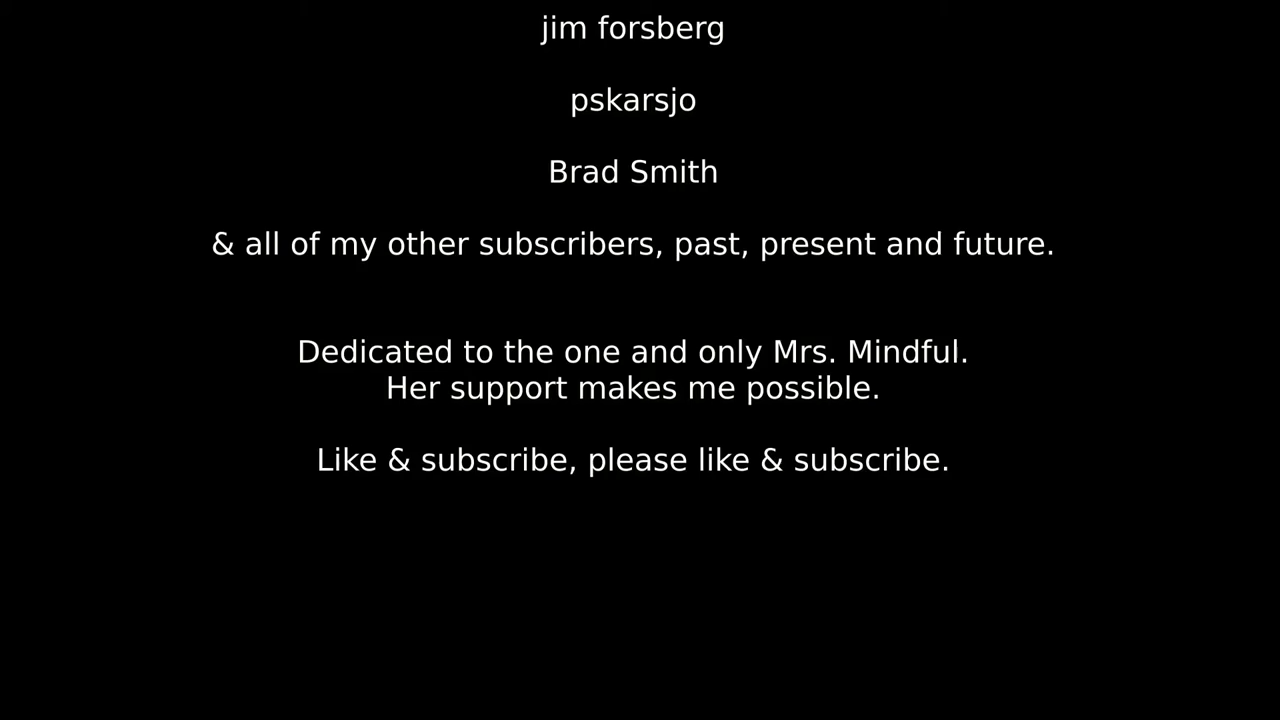 jim forsberg
pskarsjo
Brad Smith
& all of my other subscribers, past, present and future.
Dedicated to the one and only Mrs. Mindful.
Her support makes me possible.
Like & subscribe, please like & subscribe.